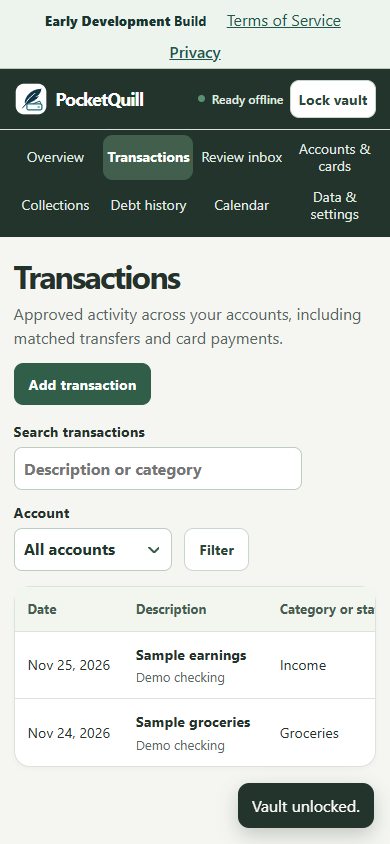 Early Development Build Terms of Service
Privacy
PocketQuill Ready offline Lock vault
Overview Transactions Review inbox Accounts & cards
Collections Debt history Calendar Data & settings
Transactions
Approved activity across your accounts, including
matched transfers and card payments.
Add transaction
Search transactions
Description or category
Account
All accounts Filter
Date Description Category or sta
Nov 25, 2026 Sample earnings Income
Demo checking
Nov 24, 2026 Sample groceries Groceries
Demo checking
Vault unlocked.